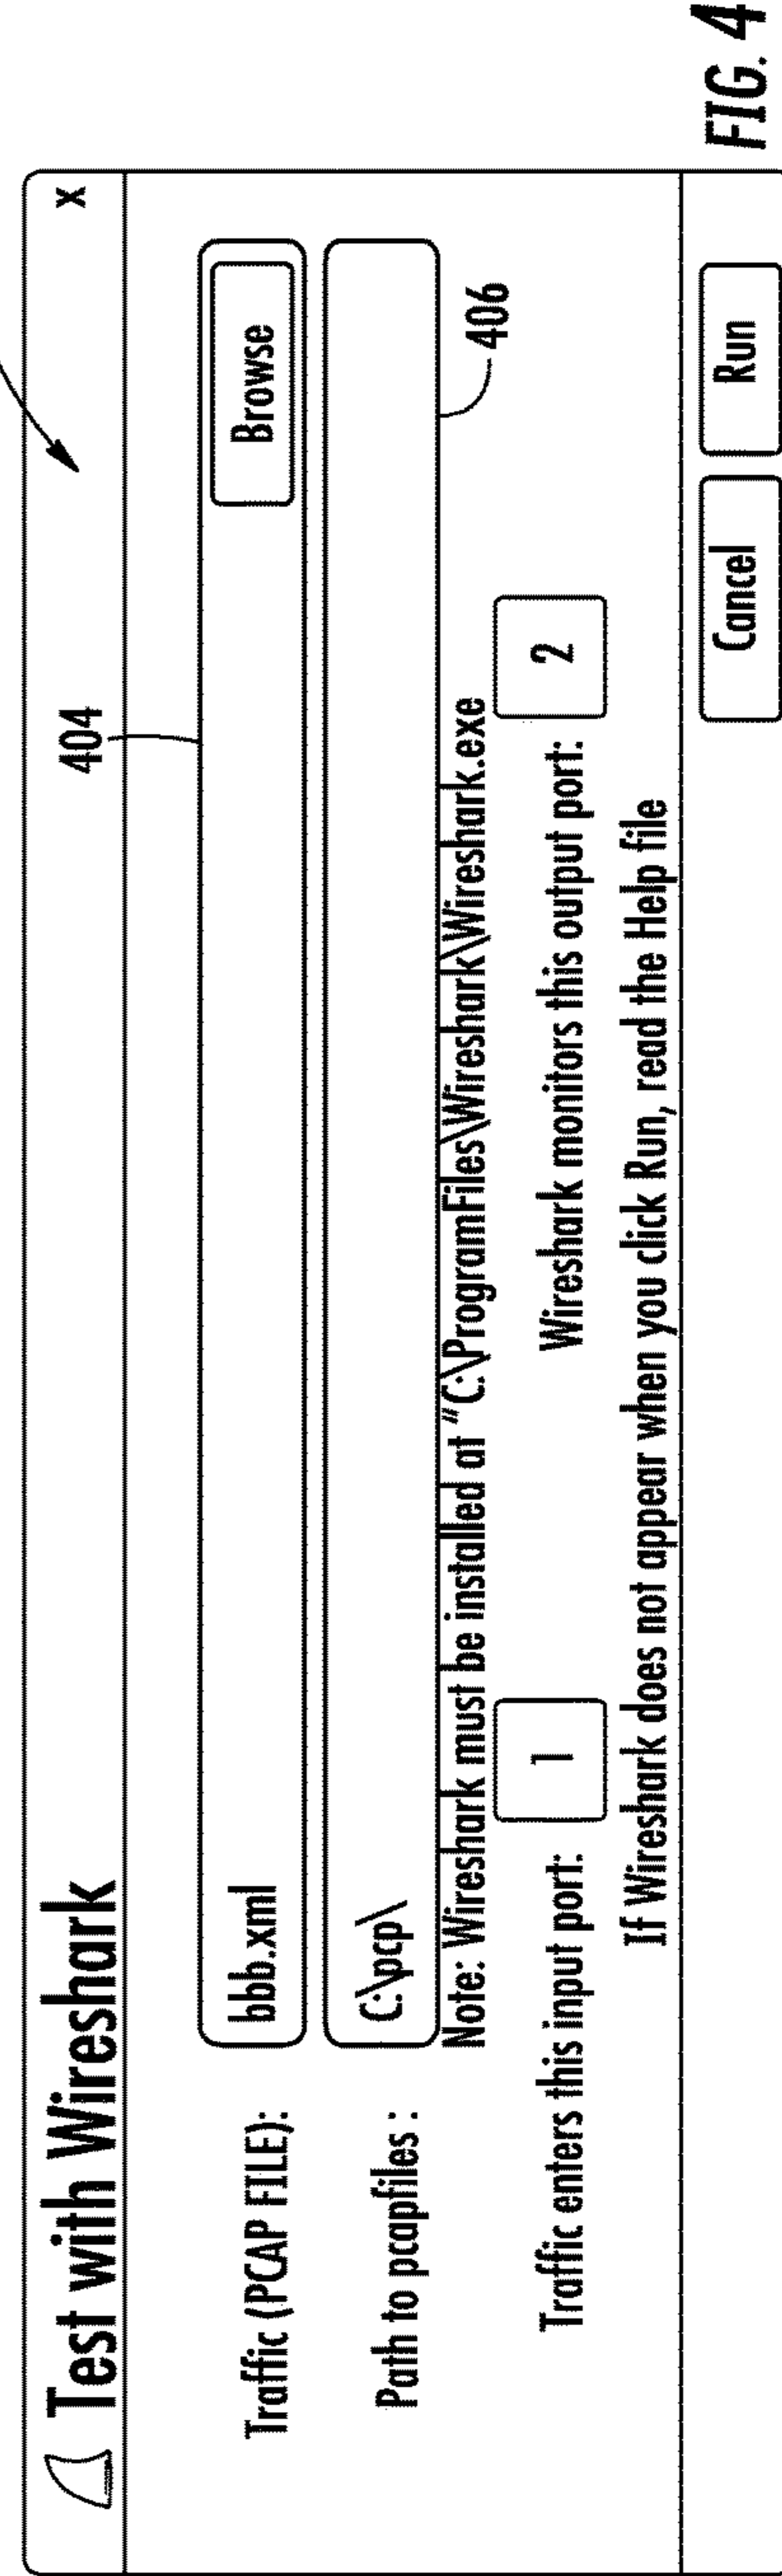 Test with Wireshark x
404
Traffic (PCAP FILE): bbb.xml Browse
Path to pcapfiles : C:\pcp\
406
Note: Wireshark must be installed at "C:\ProgramFiles\Wireshark\Wireshark.exe
Traffic enters this input port: 1 Wireshark monitors this output port: 2
If Wireshark does not appear when you click Run, read the Help file
Cancel Run
FIG. 4